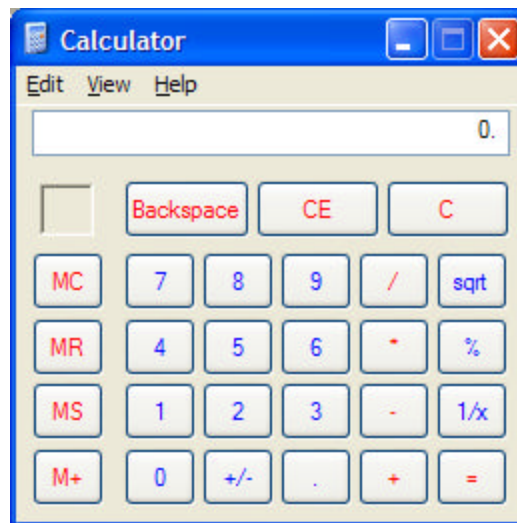 Calculator
Edit View Help
0.
Backspace CE C
MC 7 8 9 / sqrt
MR 4 5 6 * %
MS 1 2 3 - 1/x
M+ 0 +/- . + =